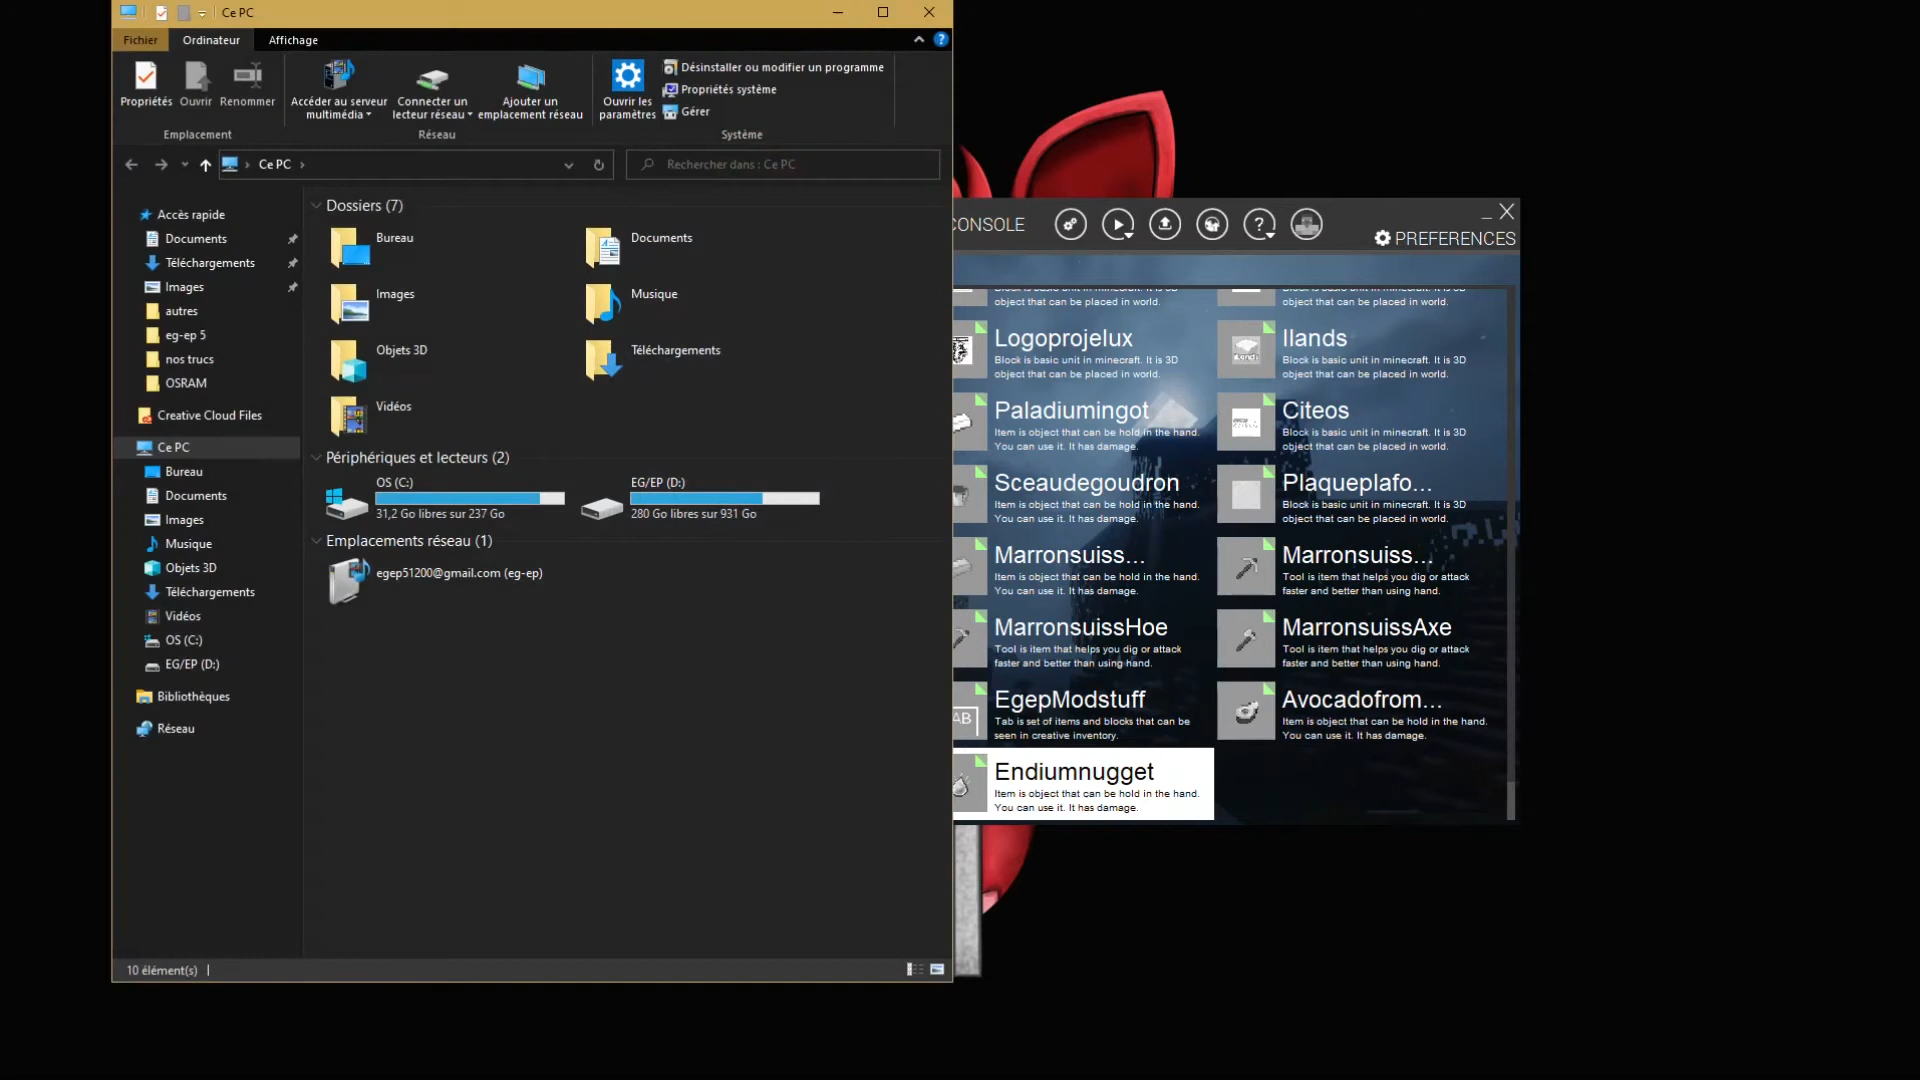 Ce PC
Fichier
Ordinateur
Affichage
Propriétés
Ouvrir
Renommer
Accéder au serveur
multimédia
Connecter un
lecteur réseau
Ajouter un
emplacement réseau
Ouvrir les
paramètres
Désinstaller ou modifier un programme
Propriétés système
Gérer
Emplacement
Réseau
Système
Ce PC
Rechercher dans : Ce PC
Accès rapide
Documents
Téléchargements
Images
autres
eg-ep 5
nos trucs
OSRAM
Creative Cloud Files
Ce PC
Bureau
Documents
Images
Musique
Objets 3D
Téléchargements
Vidéos
OS (C:)
EG/EP (D:)
Bibliothèques
Réseau
Dossiers (7)
Bureau
Documents
Images
Musique
Objets 3D
Téléchargements
Vidéos
Périphériques et lecteurs (2)
OS (C:)
31,2 Go libres sur 237 Go
EG/EP (D:)
280 Go libres sur 931 Go
Emplacements réseau (1)
egep51200@gmail.com (eg-ep)
10 élément(s)
CONSOLE
PREFERENCES
object that can be placed in world.
object that can be placed in world.
Logoprojelux
Block is basic unit in minecraft. It is 3D
object that can be placed in world.
Ilands
Block is basic unit in minecraft. It is 3D
object that can be placed in world.
Paladiumingot
Item is object that can be hold in the hand.
You can use it. It has damage.
Citeos
Block is basic unit in minecraft. It is 3D
object that can be placed in world.
Sceaudegoudron
Item is object that can be hold in the hand.
You can use it. It has damage.
Plaqueplafo...
Block is basic unit in minecraft. It is 3D
object that can be placed in world.
Marronsuiss...
Item is object that can be hold in the hand.
You can use it. It has damage.
Marronsuiss...
Tool is item that helps you dig or attack
faster and better than using hand.
MarronsuissHoe
Tool is item that helps you dig or attack
faster and better than using hand.
MarronsuissAxe
Tool is item that helps you dig or attack
faster and better than using hand.
EgepModstuff
Tab is set of items and blocks that can be
seen in creative inventory.
Avocadofrom...
Item is object that can be hold in the hand.
You can use it. It has damage.
Endiumnugget
Item is object that can be hold in the hand.
You can use it. It has damage.